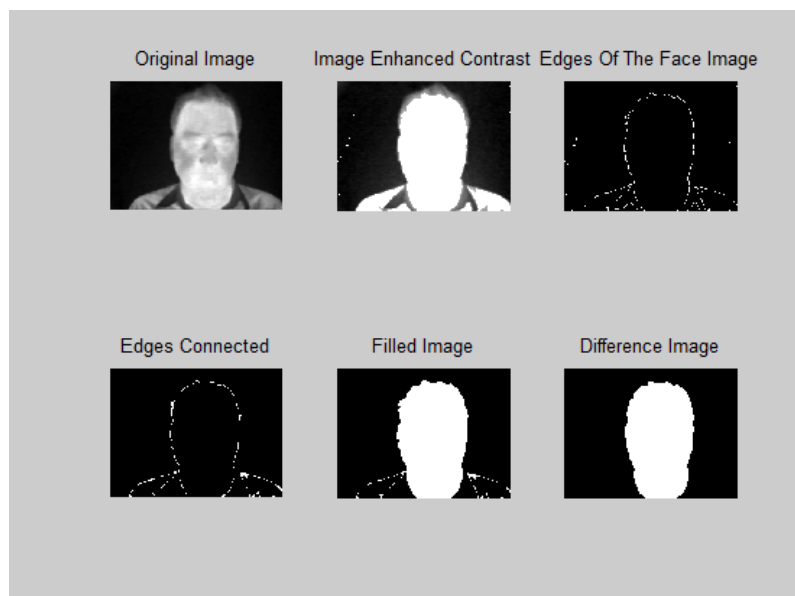 Original Image
Image Enhanced Contrast
Edges Of The Face Image
Edges Connected
Filled Image
Difference Image